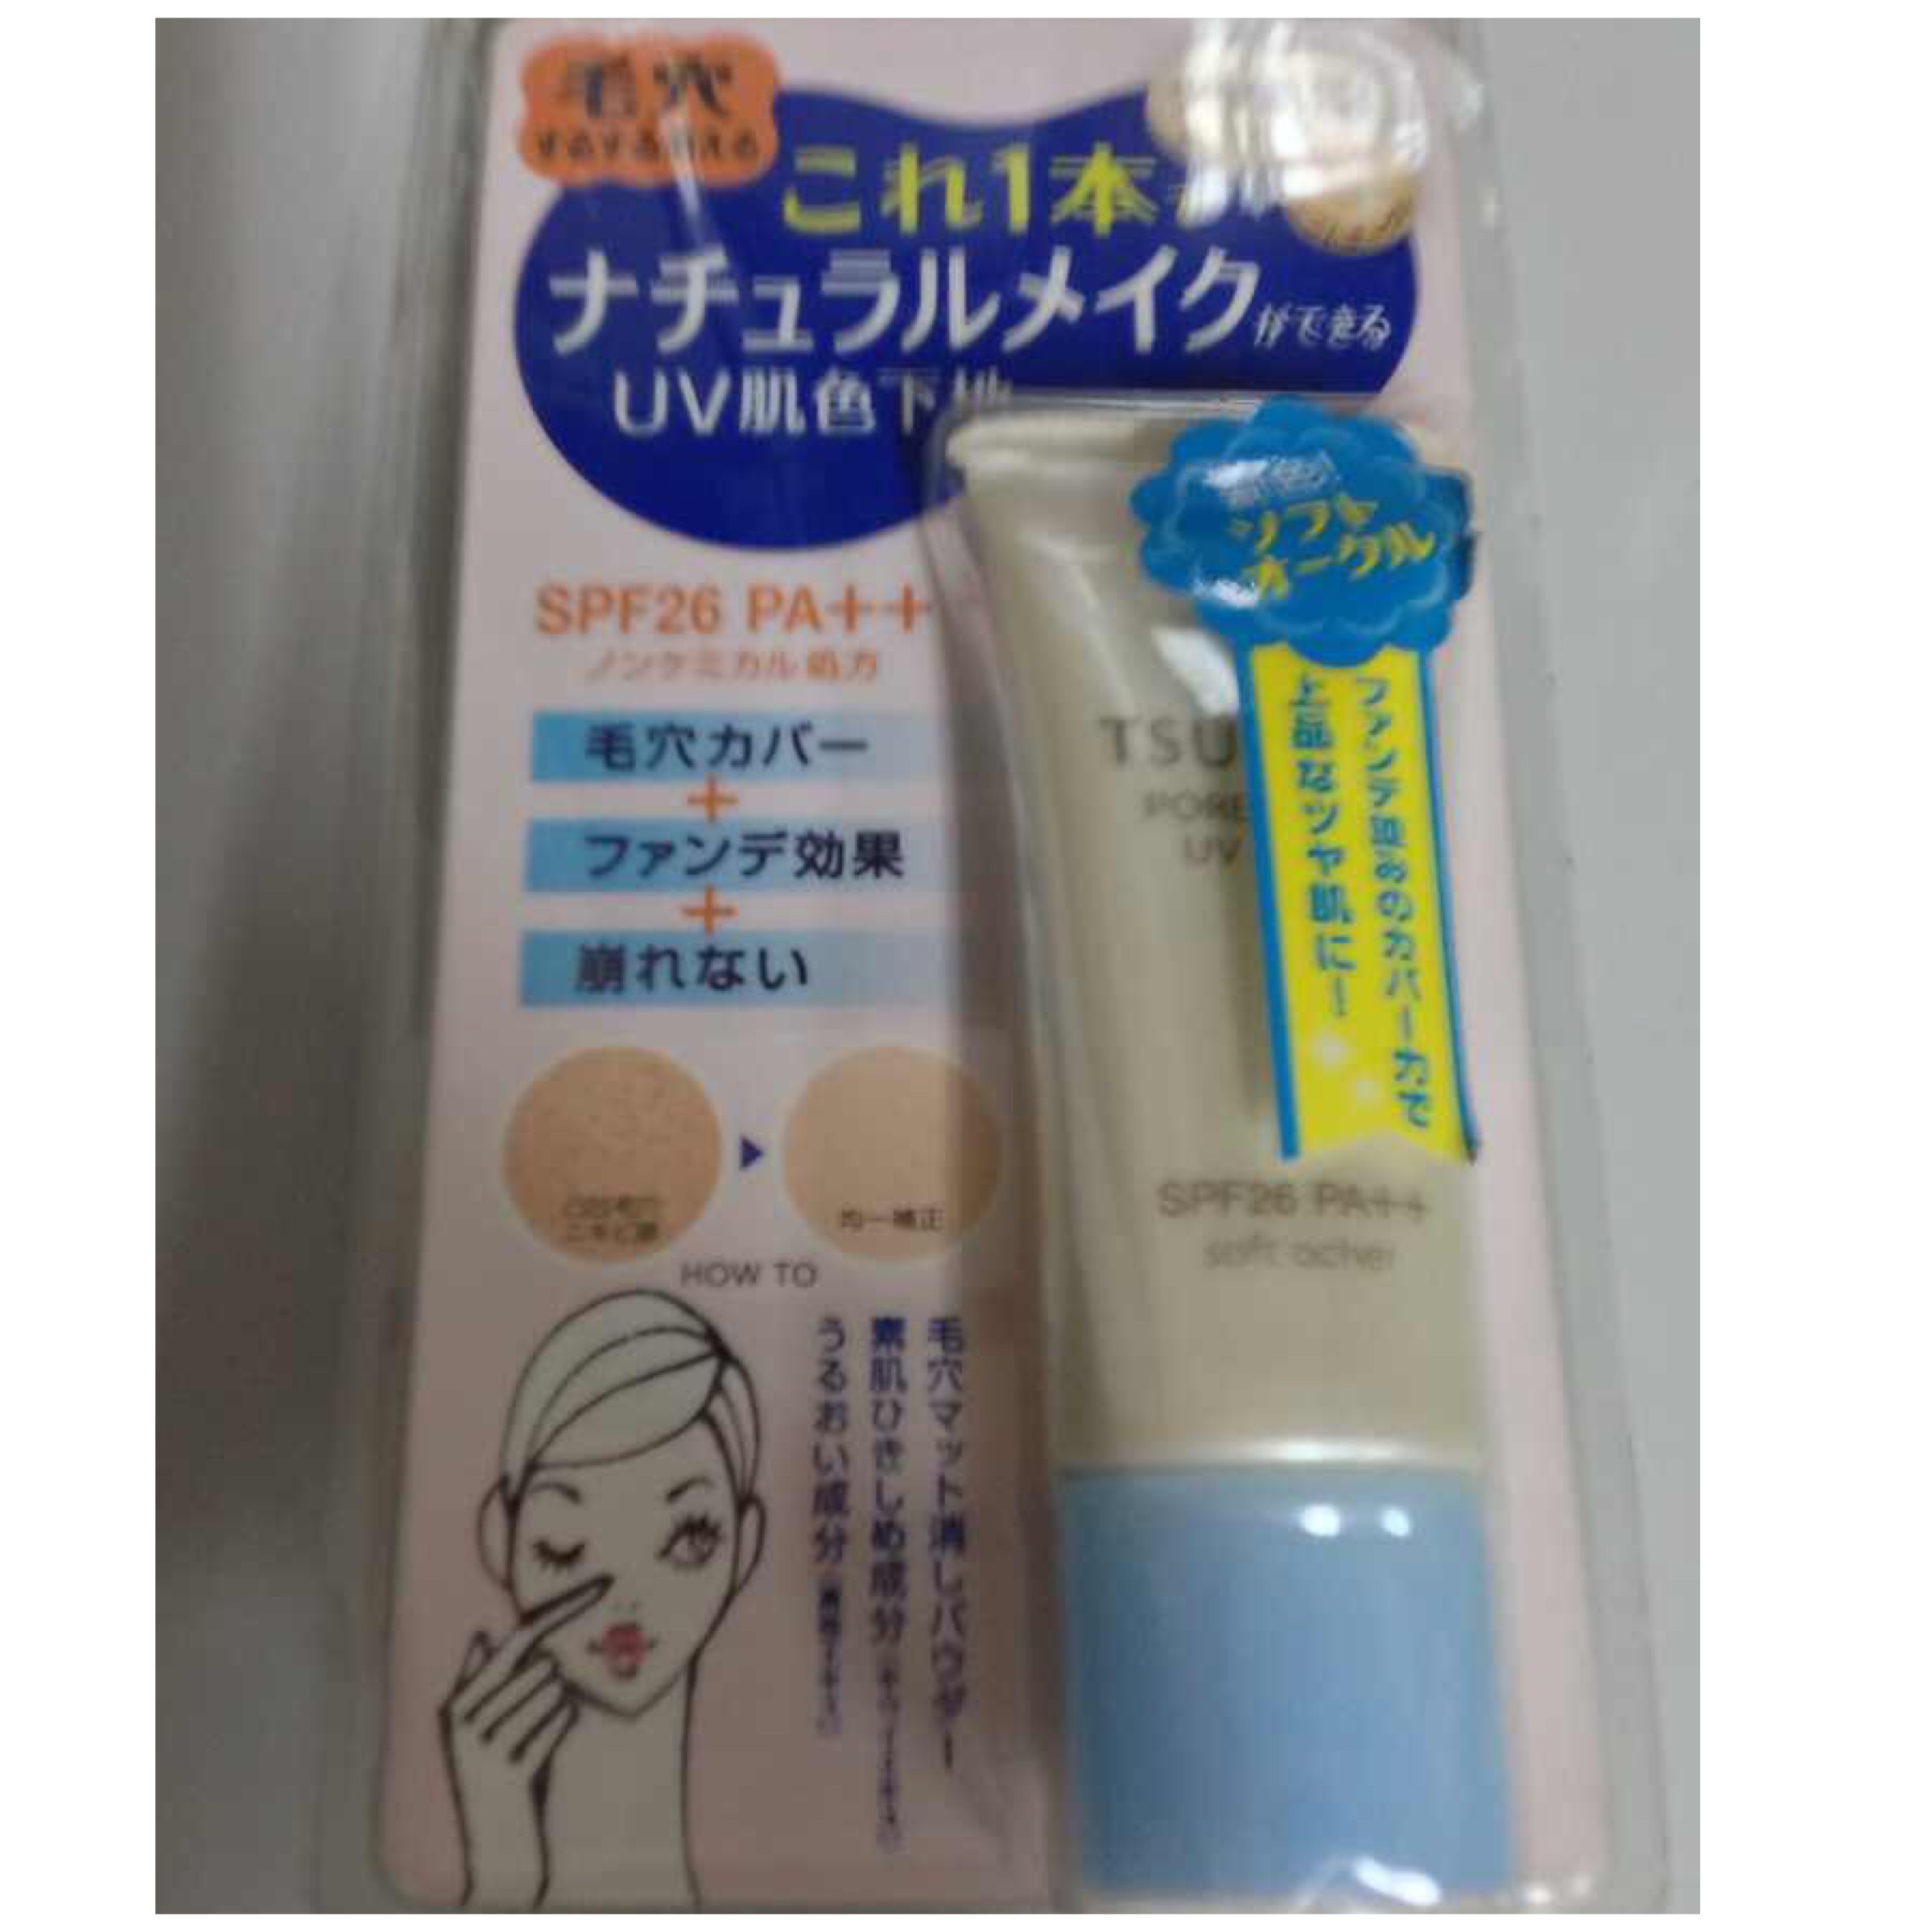 毛穴
これ1本
ナチュラルメイクができる
UV肌色下地
ソフト
オークル
ファンデ並みのカバー力で
上品なツヤ肌に!
SPF26 PA++
ノンケミカル処方
毛穴カバー
+
ファンデ効果
+
崩れない
TSU
PORE
UV
SPF26 PA++
soft ocher
均一補正
HOW TO
毛穴マット消しパウダー
素肌ひきしめ成分
うるおい成分